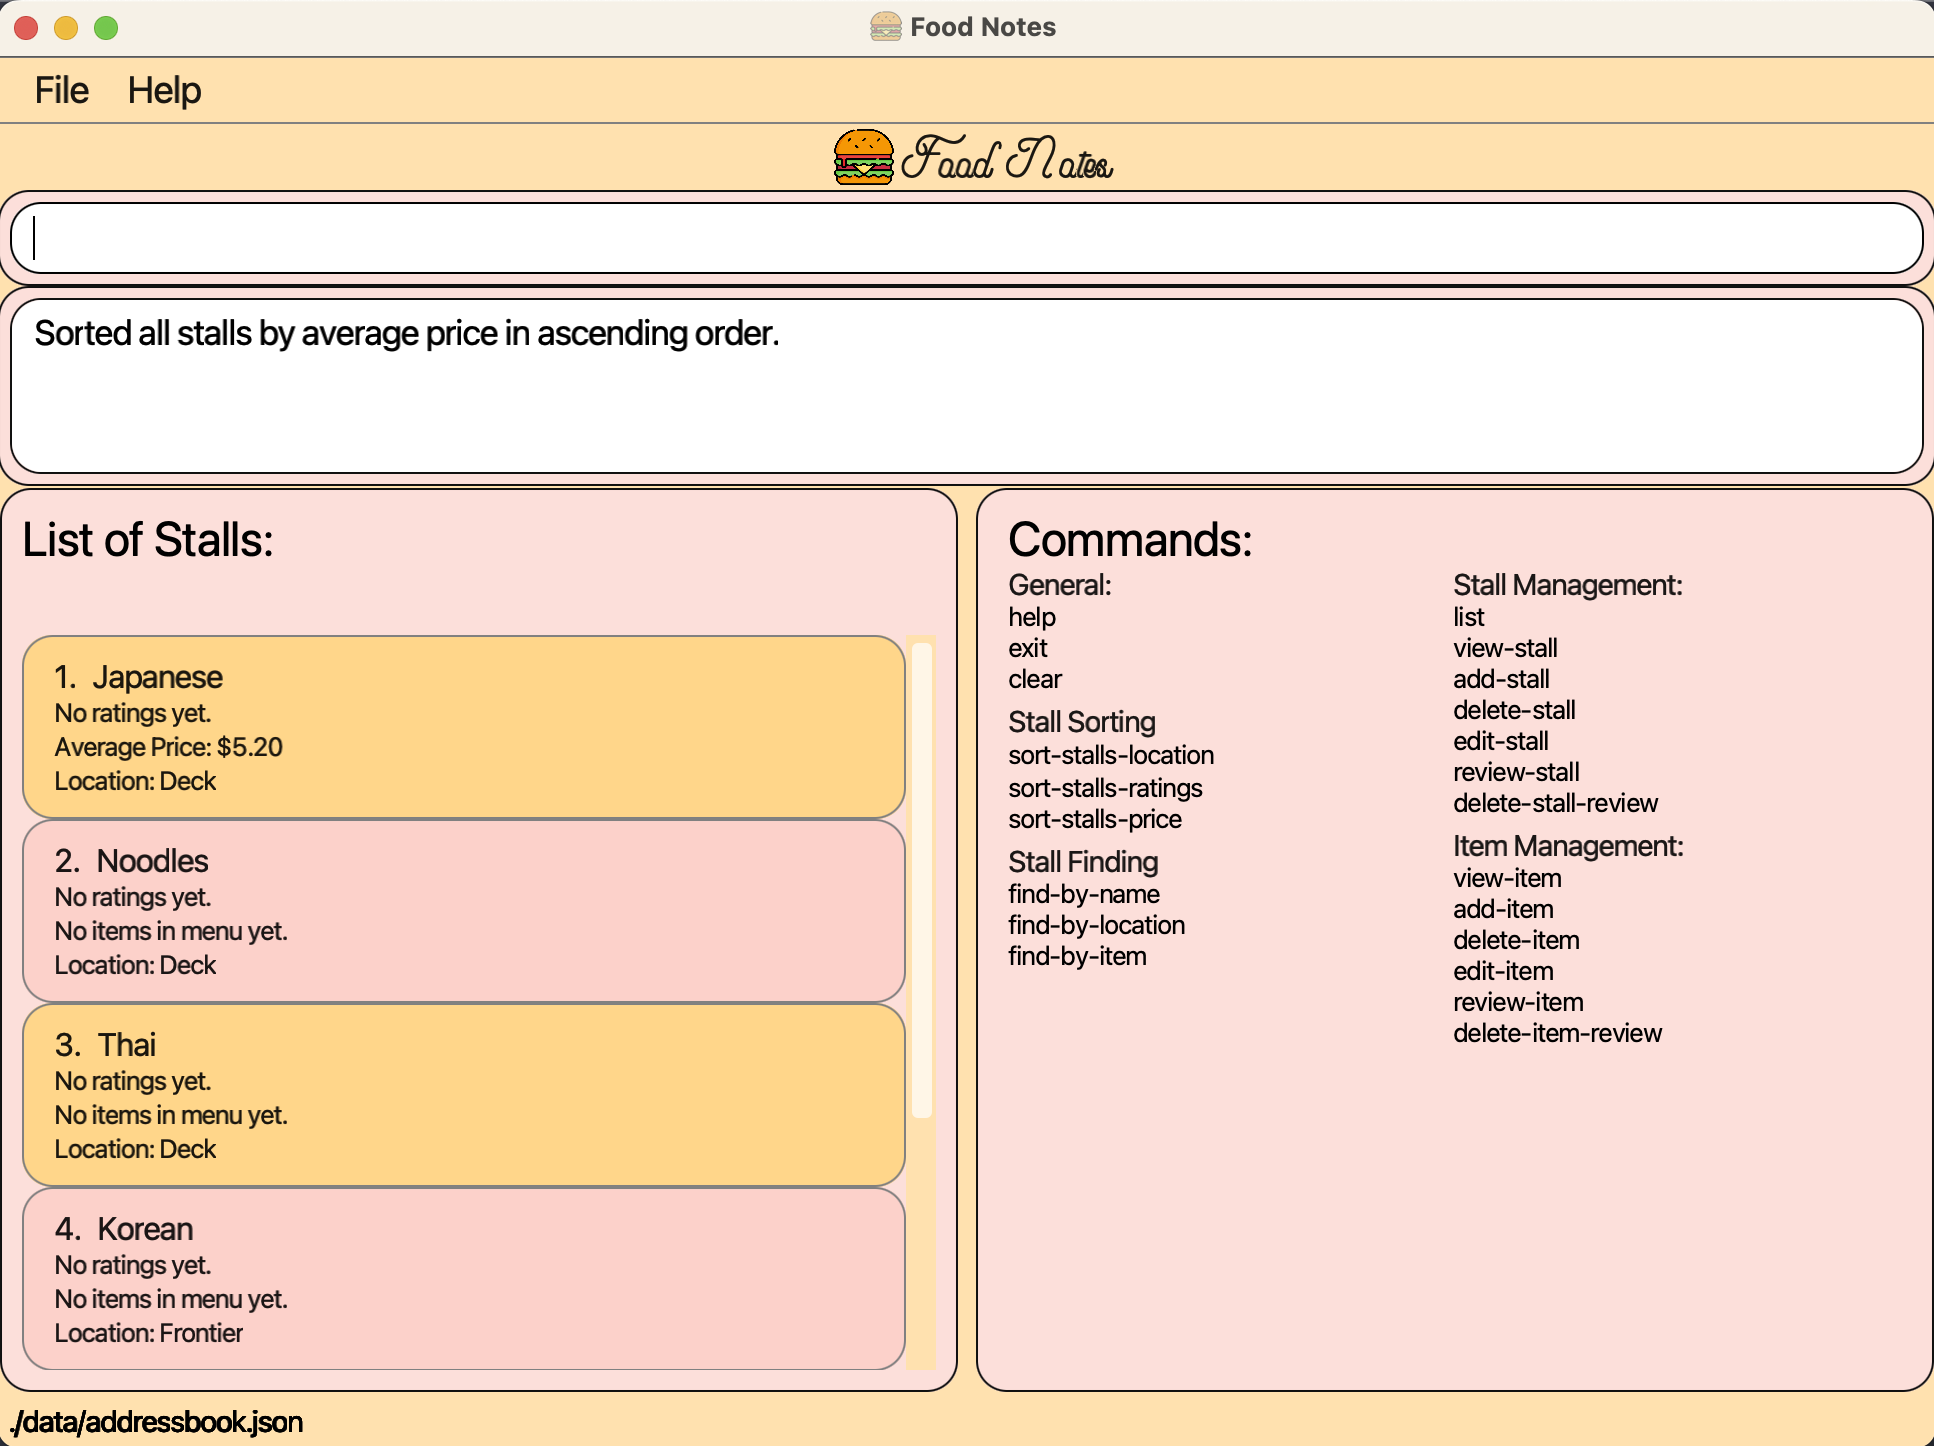 Food Notes
File Help
Food Notes
Sorted all stalls by average price in ascending order.
List of Stalls:
1. Japanese
No ratings yet.
Average Price: $5.20
Location: Deck
2. Noodles
No ratings yet.
No items in menu yet.
Location: Deck
3. Thai
No ratings yet.
No items in menu yet.
Location: Deck
4. Korean
No ratings yet.
No items in menu yet.
Location: Frontier
Commands:
General:
help
exit
clear
Stall Sorting
sort-stalls-location
sort-stalls-ratings
sort-stalls-price
Stall Finding
find-by-name
find-by-location
find-by-item
Stall Management:
list
view-stall
add-stall
delete-stall
edit-stall
review-stall
delete-stall-review
Item Management:
view-item
add-item
delete-item
edit-item
review-item
delete-item-review
./data/addressbook.json